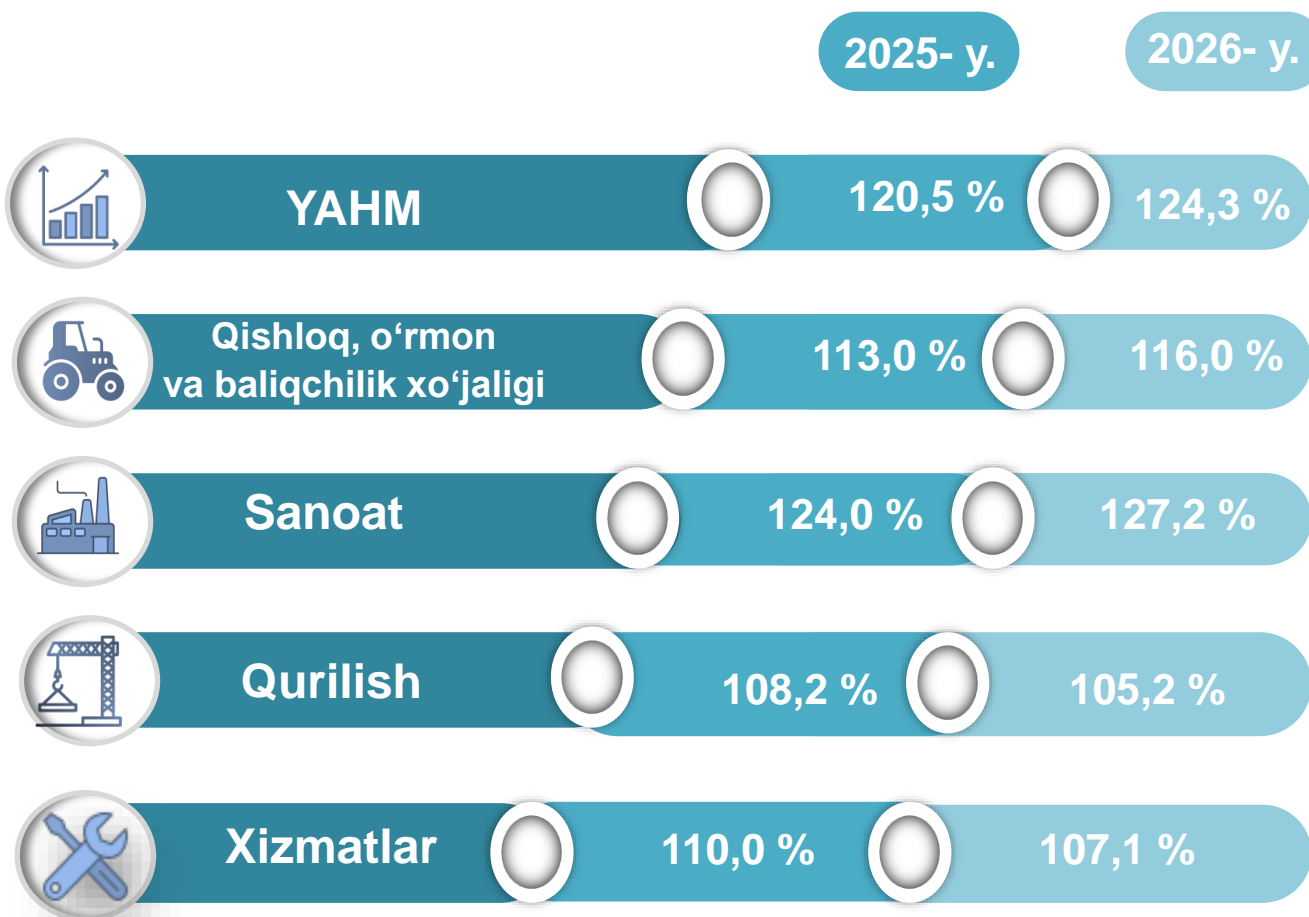 2025- y. 2026- y.
YAHM 120,5 % 124,3 %
Qishloq, o‘rmon
va baliqchilik xo‘jaligi 113,0 % 116,0 %
Sanoat 124,0 % 127,2 %
Qurilish 108,2 % 105,2 %
Xizmatlar 110,0 % 107,1 %